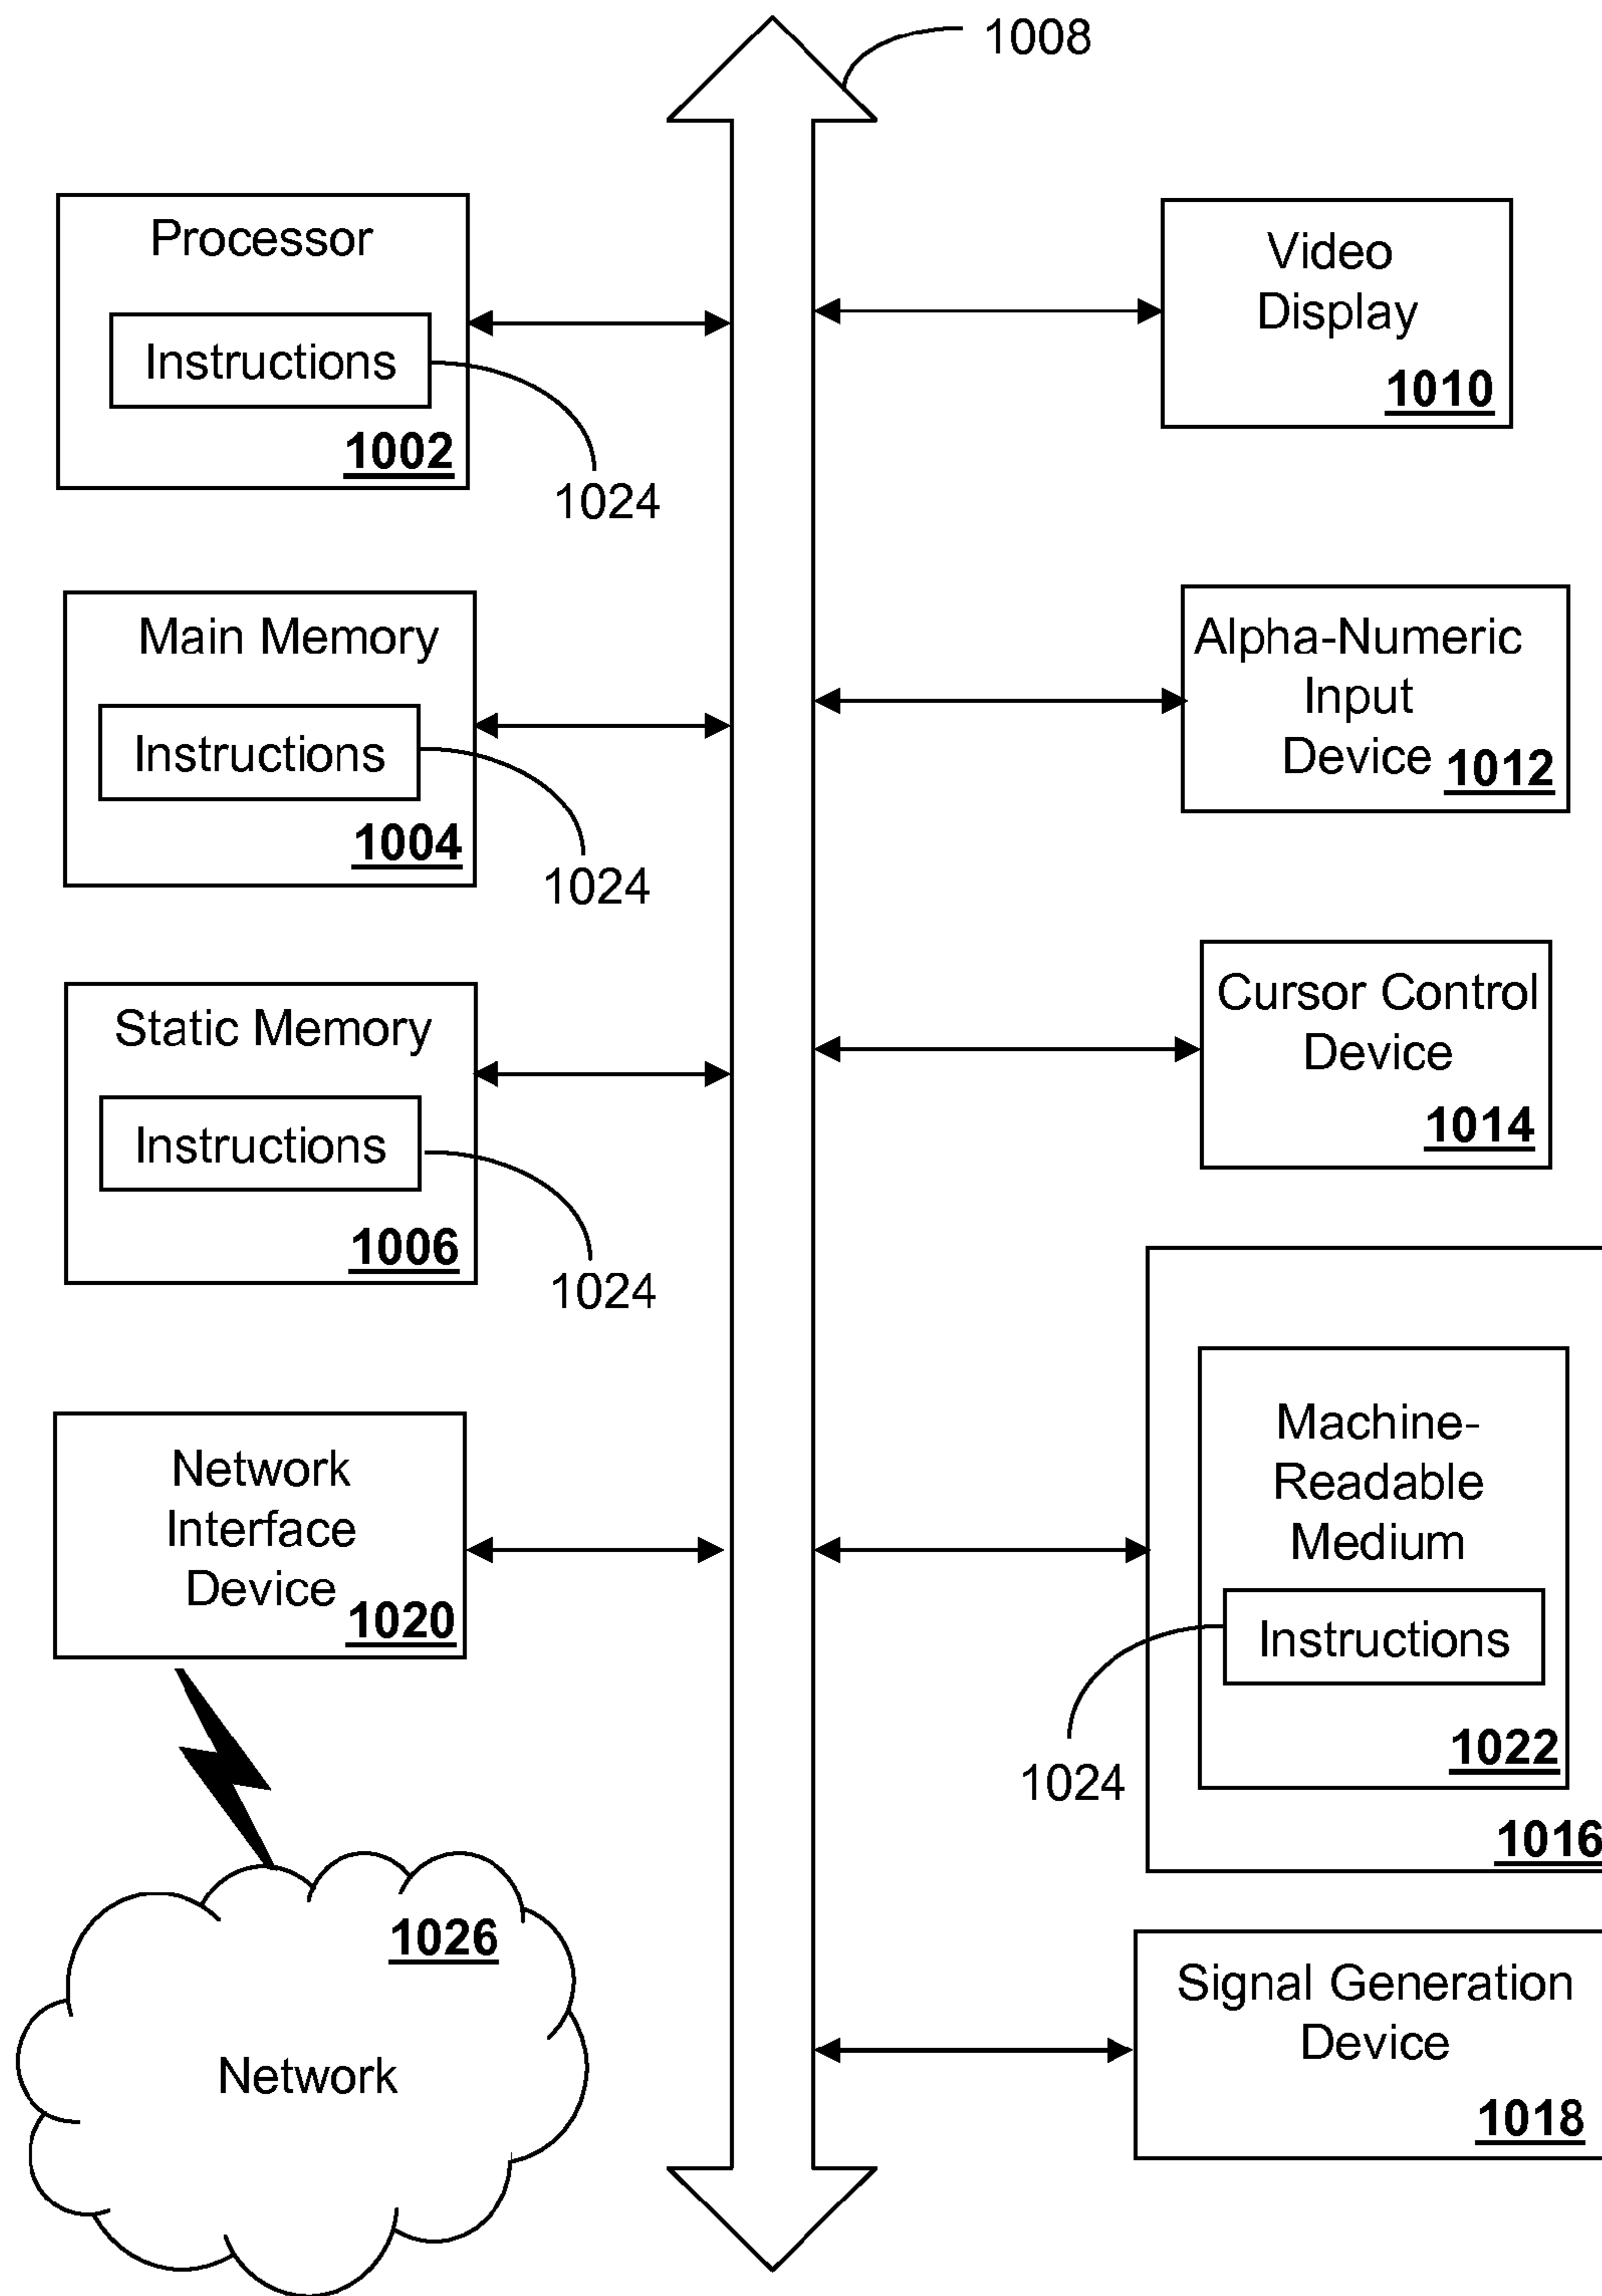 1008
Processor
Instructions
1002
1024
Main Memory
Instructions
1004
1024
Static Memory
Instructions
1006
1024
Network
Interface
Device
1020
1026
Network
Video
Display
1010
Alpha-Numeric
Input
Device 1012
Cursor Control
Device
1014
Machine-
Readable
Medium
Instructions
1022
1024
1016
Signal Generation
Device
1018